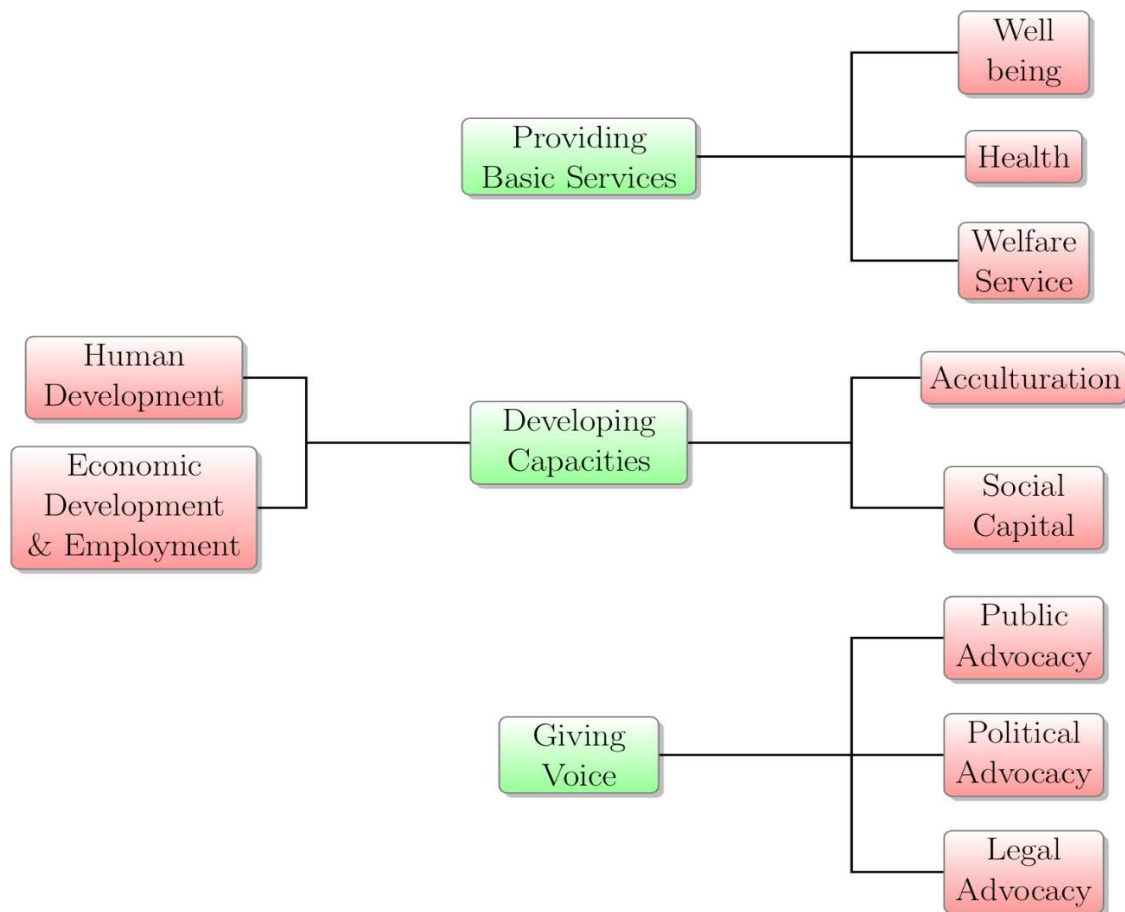 Well
being
Providing
Basic Services
Health
Welfare
Service
Human
Development
Economic
Development
& Employment
Developing
Capacities
Acculturation
Social
Capital
Public
Advocacy
Giving
Voice
Political
Advocacy
Legal
Advocacy